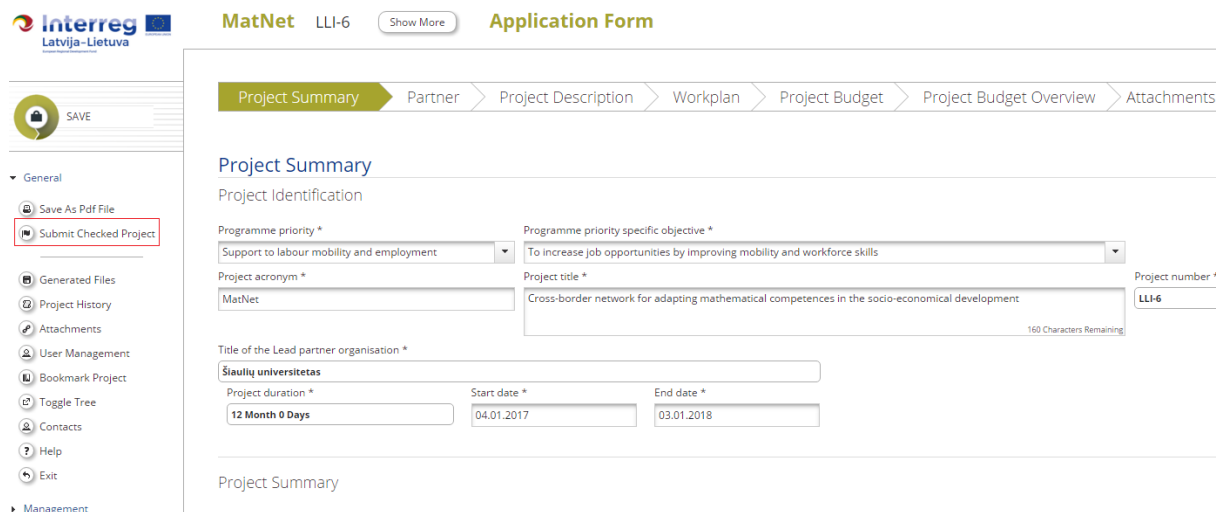 Interreg
Latvija-Lietuva
European Regional Development Fund
MatNet LLI-6 Show More Application Form
SAVE
General
Save As Pdf File
Submit Checked Project
Generated Files
Project History
Attachments
User Management
Bookmark Project
Toggle Tree
Contacts
Help
Exit
Management
Project Summary Partner Project Description Workplan Project Budget Project Budget Overview Attachments
Project Summary
Project Identification
Programme priority * Programme priority specific objective *
Support to labour mobility and employment To increase job opportunities by improving mobility and workforce skills
Project acronym * Project title * Project number *
MatNet Cross-border network for adapting mathematical competences in the socio-economical development LLI-6
160 Characters Remaining
Title of the Lead partner organisation *
Šiaulių universitetas
Project duration * Start date * End date *
12 Month 0 Days 04.01.2017 03.01.2018
Project Summary